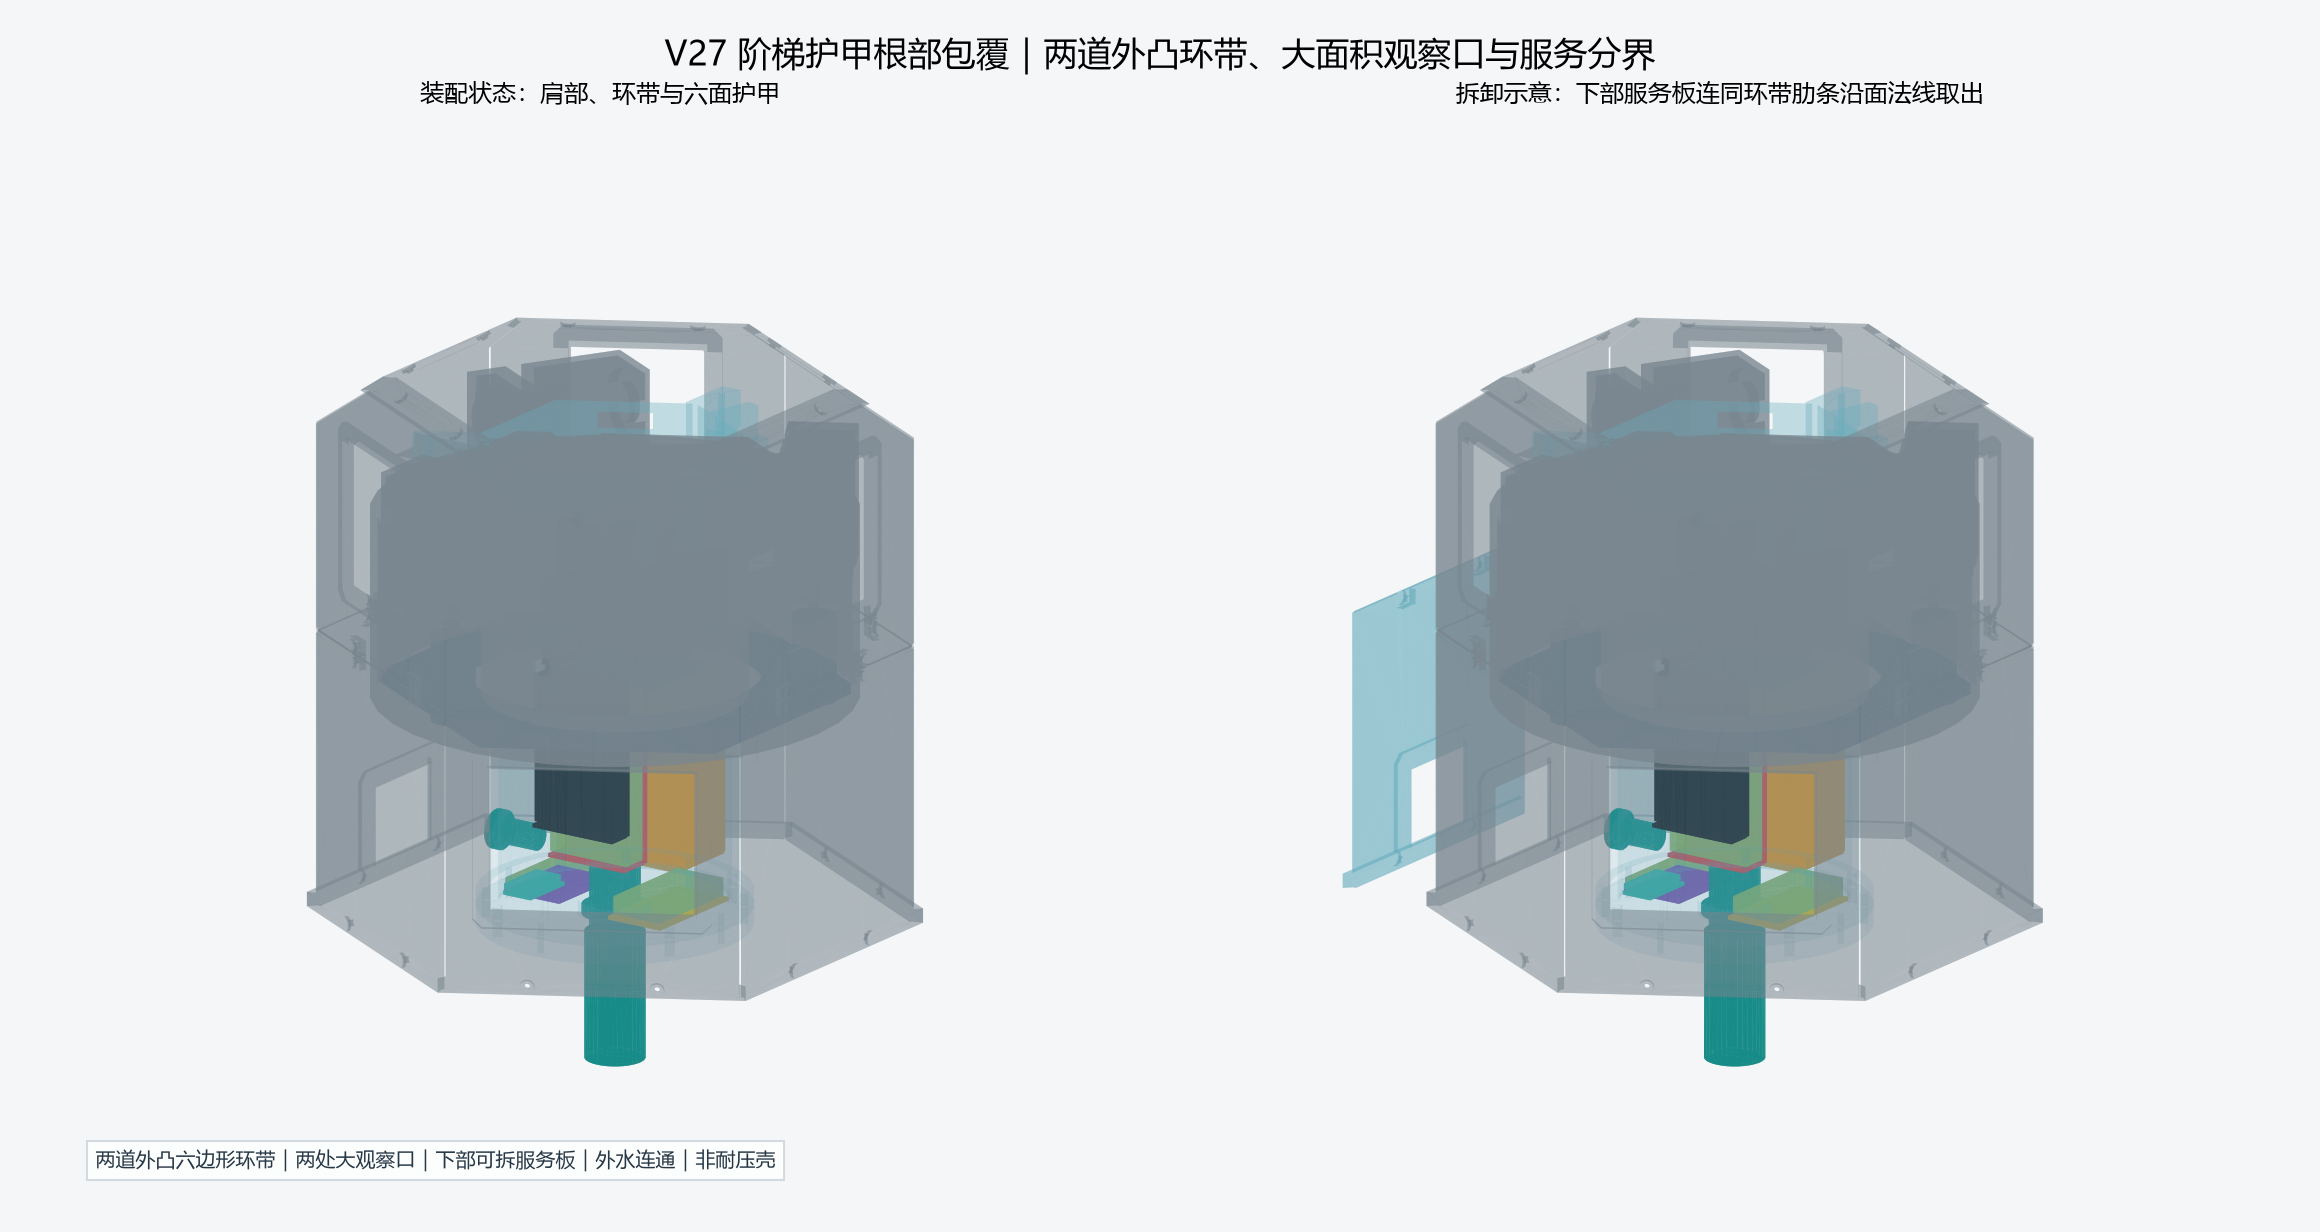 V27 阶梯护甲根部包覆｜两道外凸环带、大面积观察口与服务分界
装配状态：肩部、环带与六面护甲
拆卸示意：下部服务板连同环带肋条沿面法线取出
两道外凸六边形环带｜两处大观察口｜下部可拆服务板｜外水连通｜非耐压壳